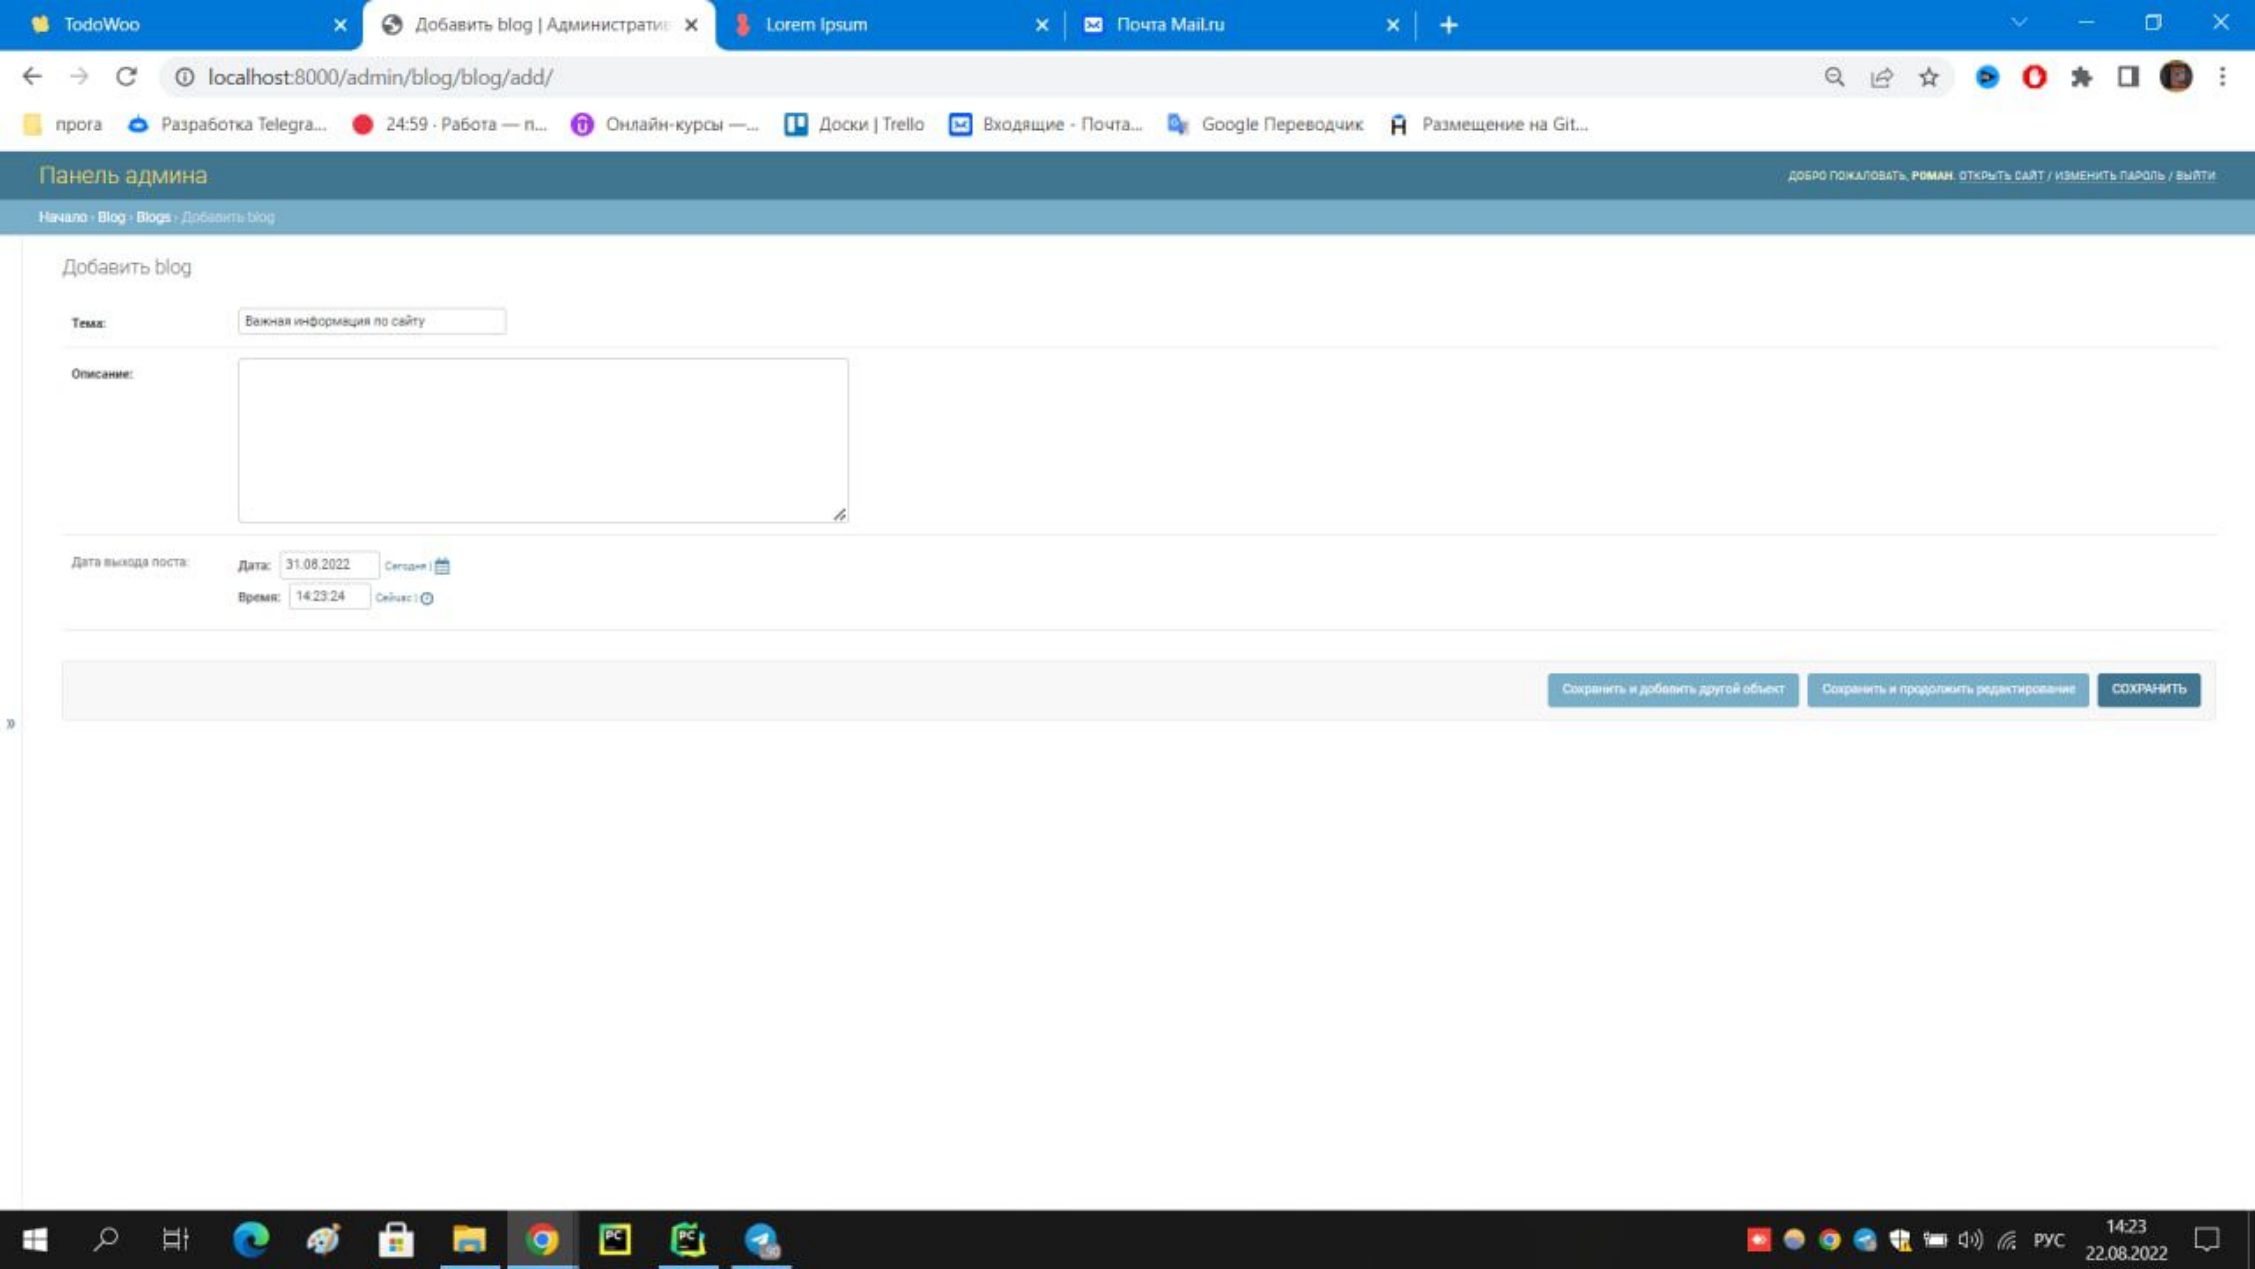 TodoWoo
Добавить blog | Административ
Lorem Ipsum
Почта Mail.ru
localhost:8000/admin/blog/blog/add/
прога
Разработка Telegra...
24:59 - Работа — п...
Онлайн-курсы —...
Доски | Trello
Входящие - Почта...
Google Переводчик
Размещение на Git...
Панель админа
ДОБРО ПОЖАЛОВАТЬ, РОМАН. ОТКРЫТЬ САЙТ / ИЗМЕНИТЬ ПАРОЛЬ / ВЫЙТИ
Начало › Blog › Blogs › Добавить blog
Добавить blog
Тема:
Важная информация по сайту
Описание:
Дата выхода поста:
Дата: 31.08.2022 Сегодня |
Время: 14:23:24 Сейчас |
Сохранить и добавить другой объект
Сохранить и продолжить редактирование
СОХРАНИТЬ
»
PC
PC
90
РУС
14:23
22.08.2022